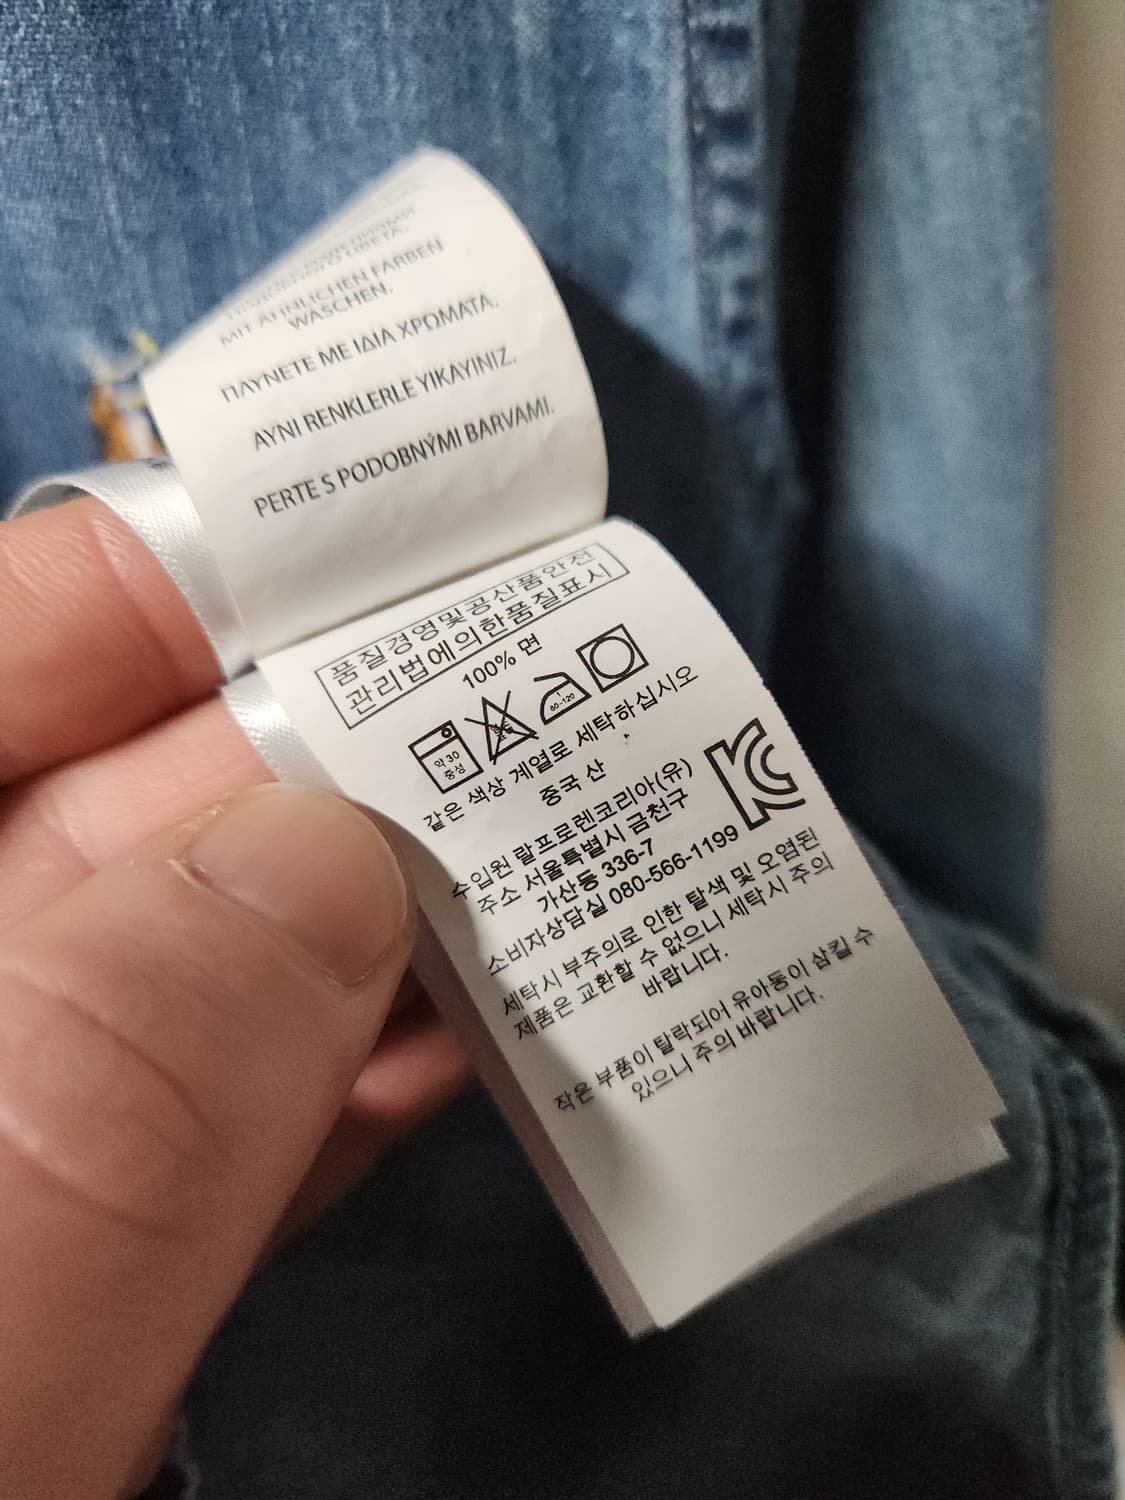 MIT ÄHNLICHEN FARBEN
WASCHEN.
ΠΛΥΝΕΤΕ ΜΕ ΙΔΙΑ ΧΡΩΜΑΤΑ.
AYNI RENKLERLE YIKAYINIZ.
PERTE S PODOBNÝMI BARVAMI.
품질경영및공산품안전
관리법에의한품질표시
100% 면
약 30
중성
80~120
같은 색상 계열로 세탁하십시오
중국 산
수입원 랄프로렌코리아(유)
주소 서울특별시 금천구
가산동 336-7
소비자상담실 080-566-1199
세탁시 부주의로 인한 탈색 및 오염된
제품은 교환할 수 없으니 세탁시 주의
바랍니다.
작은 부품이 탈락되어 유아동이 삼킬 수
있으니 주의 바랍니다.